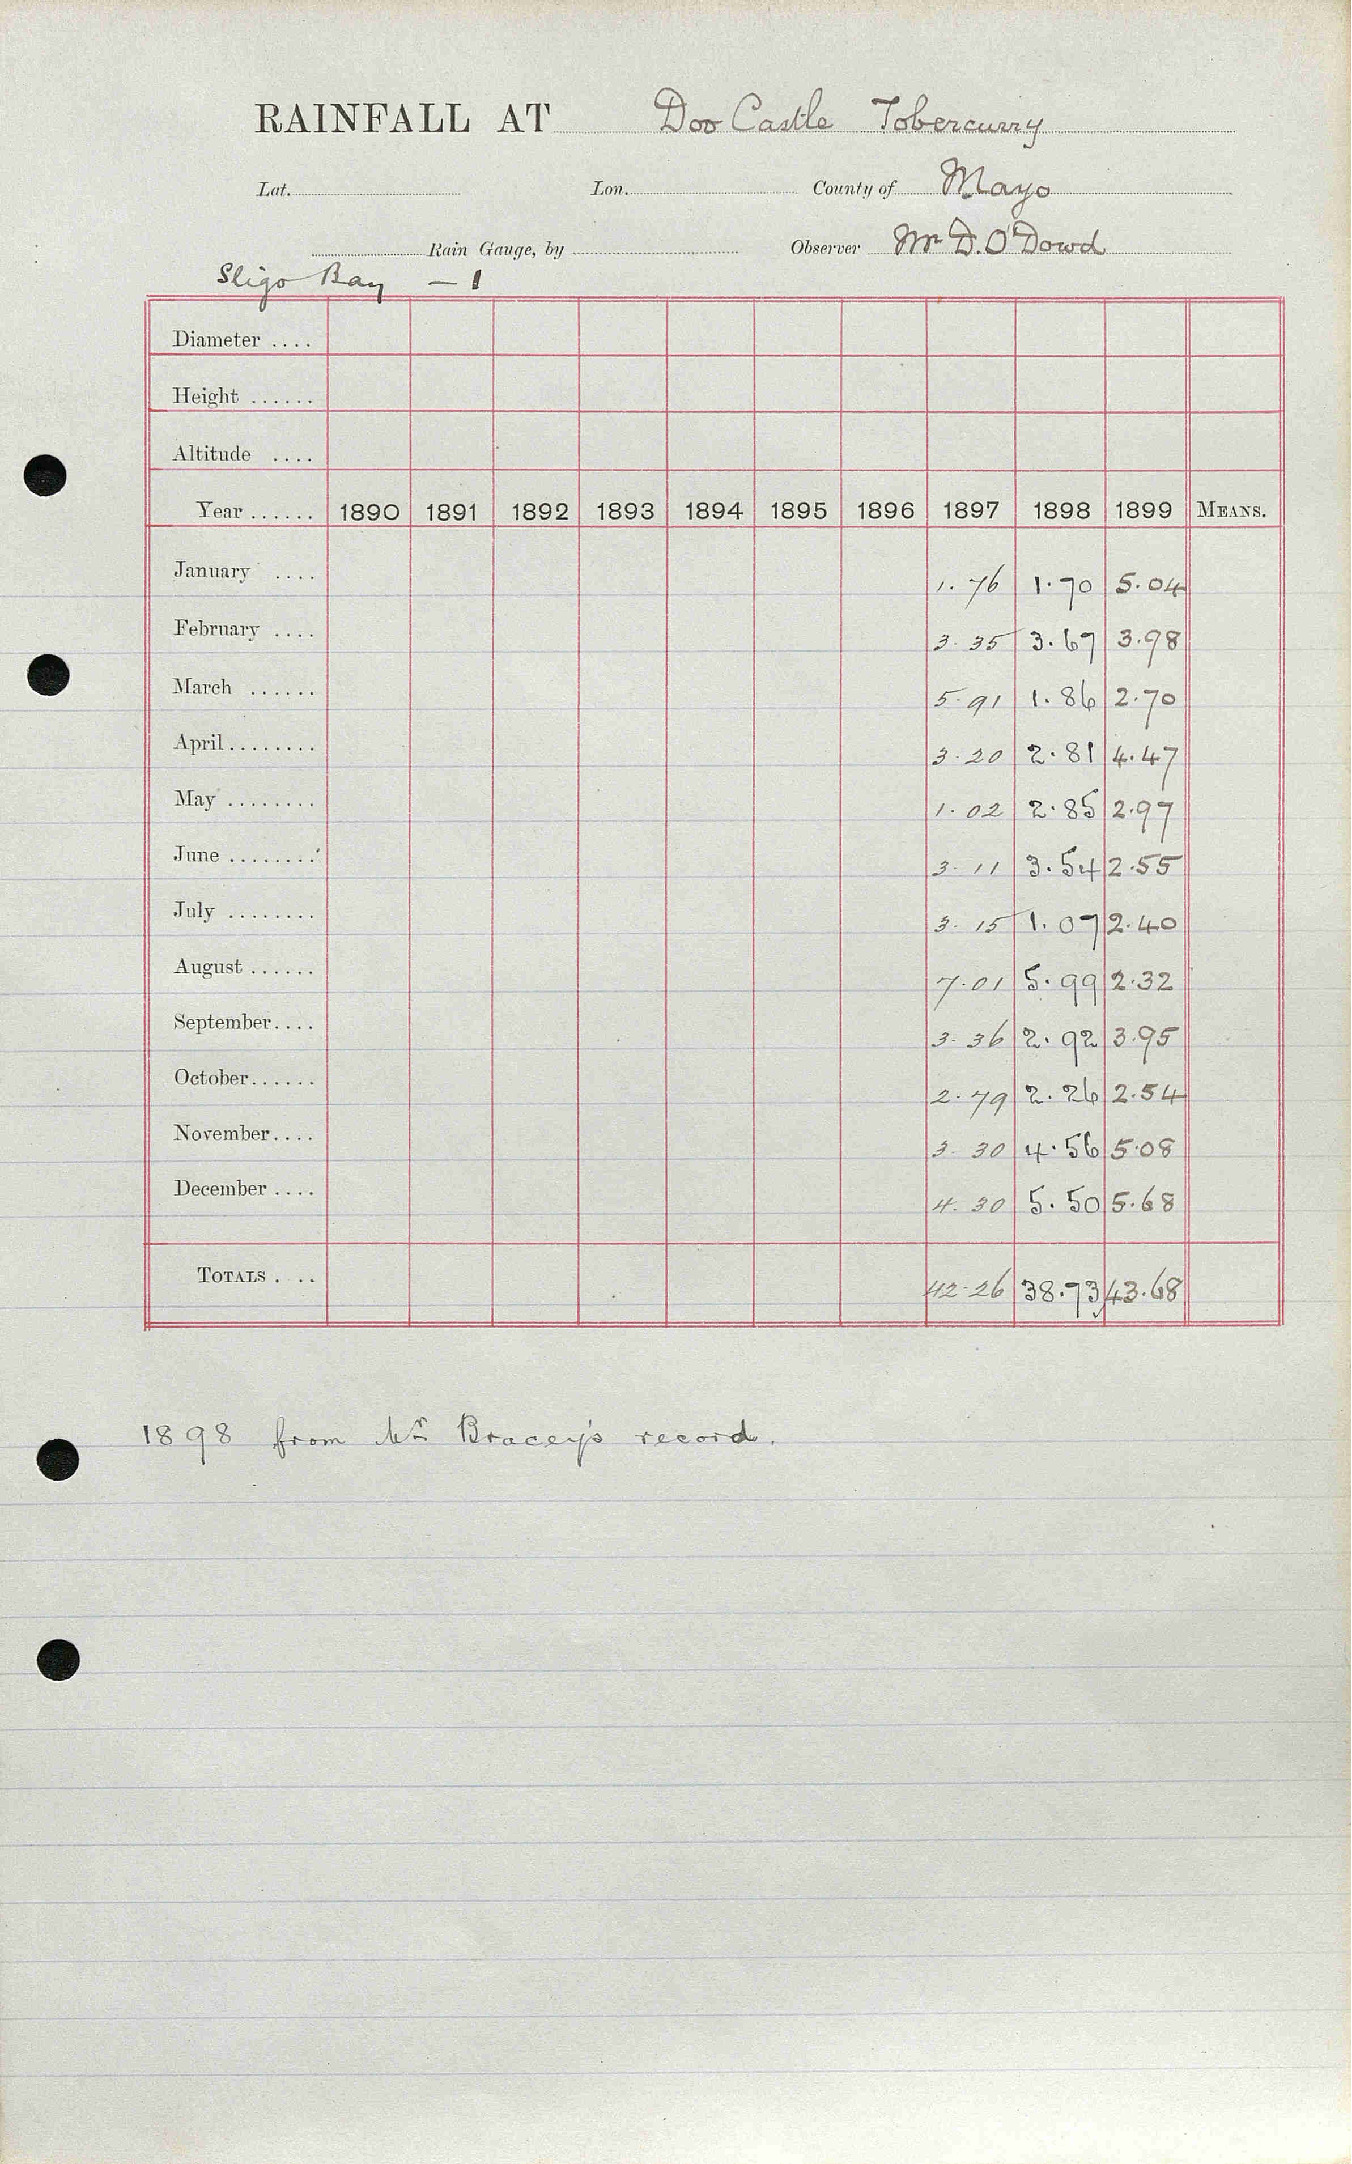 RAINFALL AT Doo Castle Tobercurry
Lat. Lon. County of Mayo
Rain Gauge, by Observer Mr D. O'Dowd
Sligo Bay — 1
Diameter ....
Height ......
Altitude ....
Year ...... 1890 1891 1892 1893 1894 1895 1896 1897 1898 1899 MEANS.
January .... 1.76 1.70 5.04
February .... 3.35 3.67 3.98
March ...... 5.91 1.86 2.70
April ........ 3.20 2.81 4.47
May ........ 1.02 2.85 2.97
June ........ 3.11 3.54 2.55
July ........ 3.15 1.07 2.40
August ...... 7.01 5.99 2.32
September .... 3.36 2.92 3.95
October ...... 2.79 2.26 2.54
November .... 3.30 4.56 5.08
December .... 4.30 5.50 5.68
TOTALS .... 42.26 38.73 43.68
1898 from Mr Bracey's record.